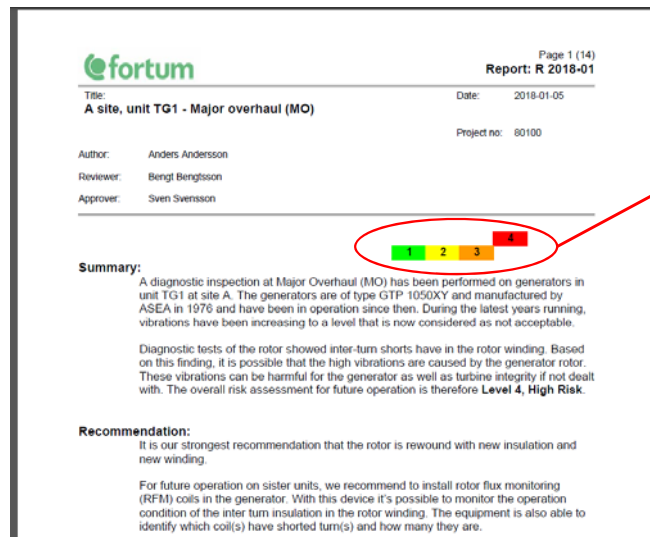 fortum
Page 1 (14)
Report: R 2018-01
Title:
Date: 2018-01-05
A site, unit TG1 - Major overhaul (MO)
Project no: 80100
Author: Anders Andersson
Reviewer: Bengt Bengtsson
Approver: Sven Svensson
4
1 2 3
Summary:
A diagnostic inspection at Major Overhaul (MO) has been performed on generators in
unit TG1 at site A. The generators are of type GTP 1050XY and manufactured by
ASEA in 1976 and have been in operation since then. During the latest years running,
vibrations have been increasing to a level that is now considered as not acceptable.
Diagnostic tests of the rotor showed inter-turn shorts have in the rotor winding. Based
on this finding, it is possible that the high vibrations are caused by the generator rotor.
These vibrations can be harmful for the generator as well as turbine integrity if not dealt
with. The overall risk assessment for future operation is therefore Level 4, High Risk.
Recommendation:
It is our strongest recommendation that the rotor is rewound with new insulation and
new winding.
For future operation on sister units, we recommend to install rotor flux monitoring
(RFM) coils in the generator. With this device it's possible to monitor the operation
condition of the inter turn insulation in the rotor winding. The equipment is also able to
identify which coil(s) have shorted turn(s) and how many they are.